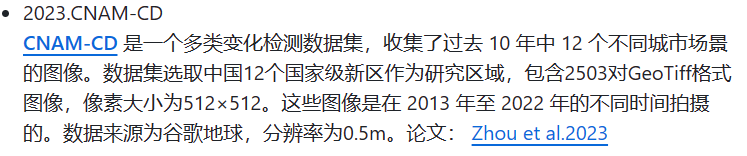 • 2023.CNAM-CD
CNAM-CD 是一个多类变化检测数据集，收集了过去 10 年中 12 个不同城市场景
的图像。数据集选取中国12个国家级新区作为研究区域，包含2503对GeoTiff格式
图像，像素大小为512×512。这些图像是在 2013 年至 2022 年的不同时间拍摄
的。数据来源为谷歌地球，分辨率为0.5m。论文： Zhou et al.2023